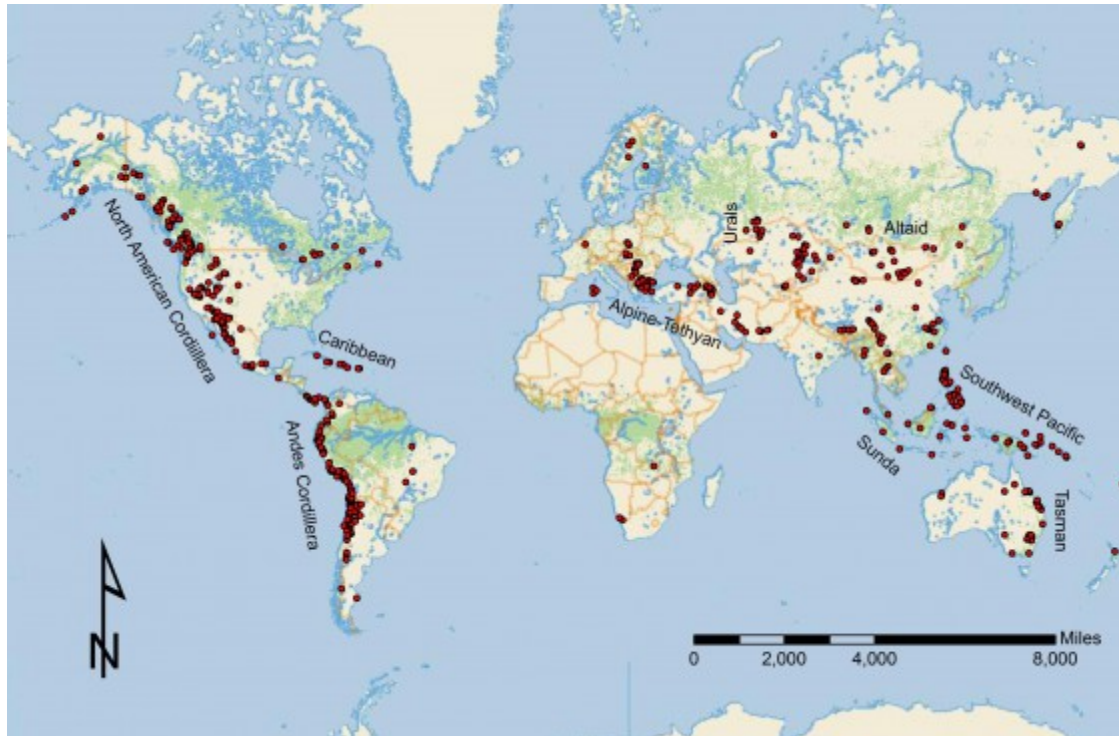 Urals
Altaid
North American Cordillera
Alpine-Tethyan
Caribbean
Southwest Pacific
Sunda
Andes Cordillera
Tasman
N
Miles
0 2,000 4,000 8,000